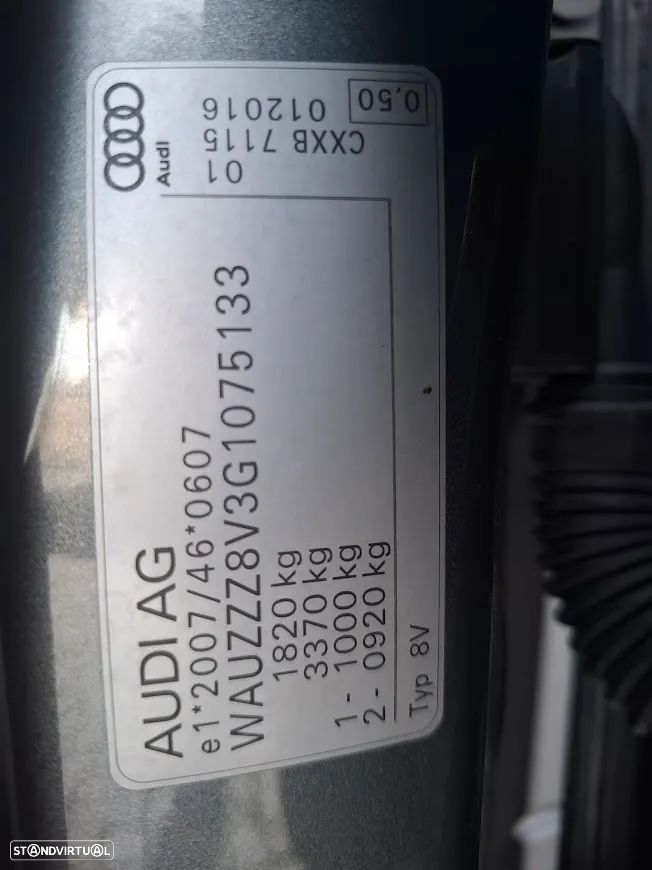 AUDI AG
e1*2007/46*0607
WAUZZZ8V3G1075133
1820 kg
3370 kg
1- 1000 kg
2- 0920 kg
Typ 8V
Audi
01
CXXB 7115
012016
0,50
STANDVIRTUAL